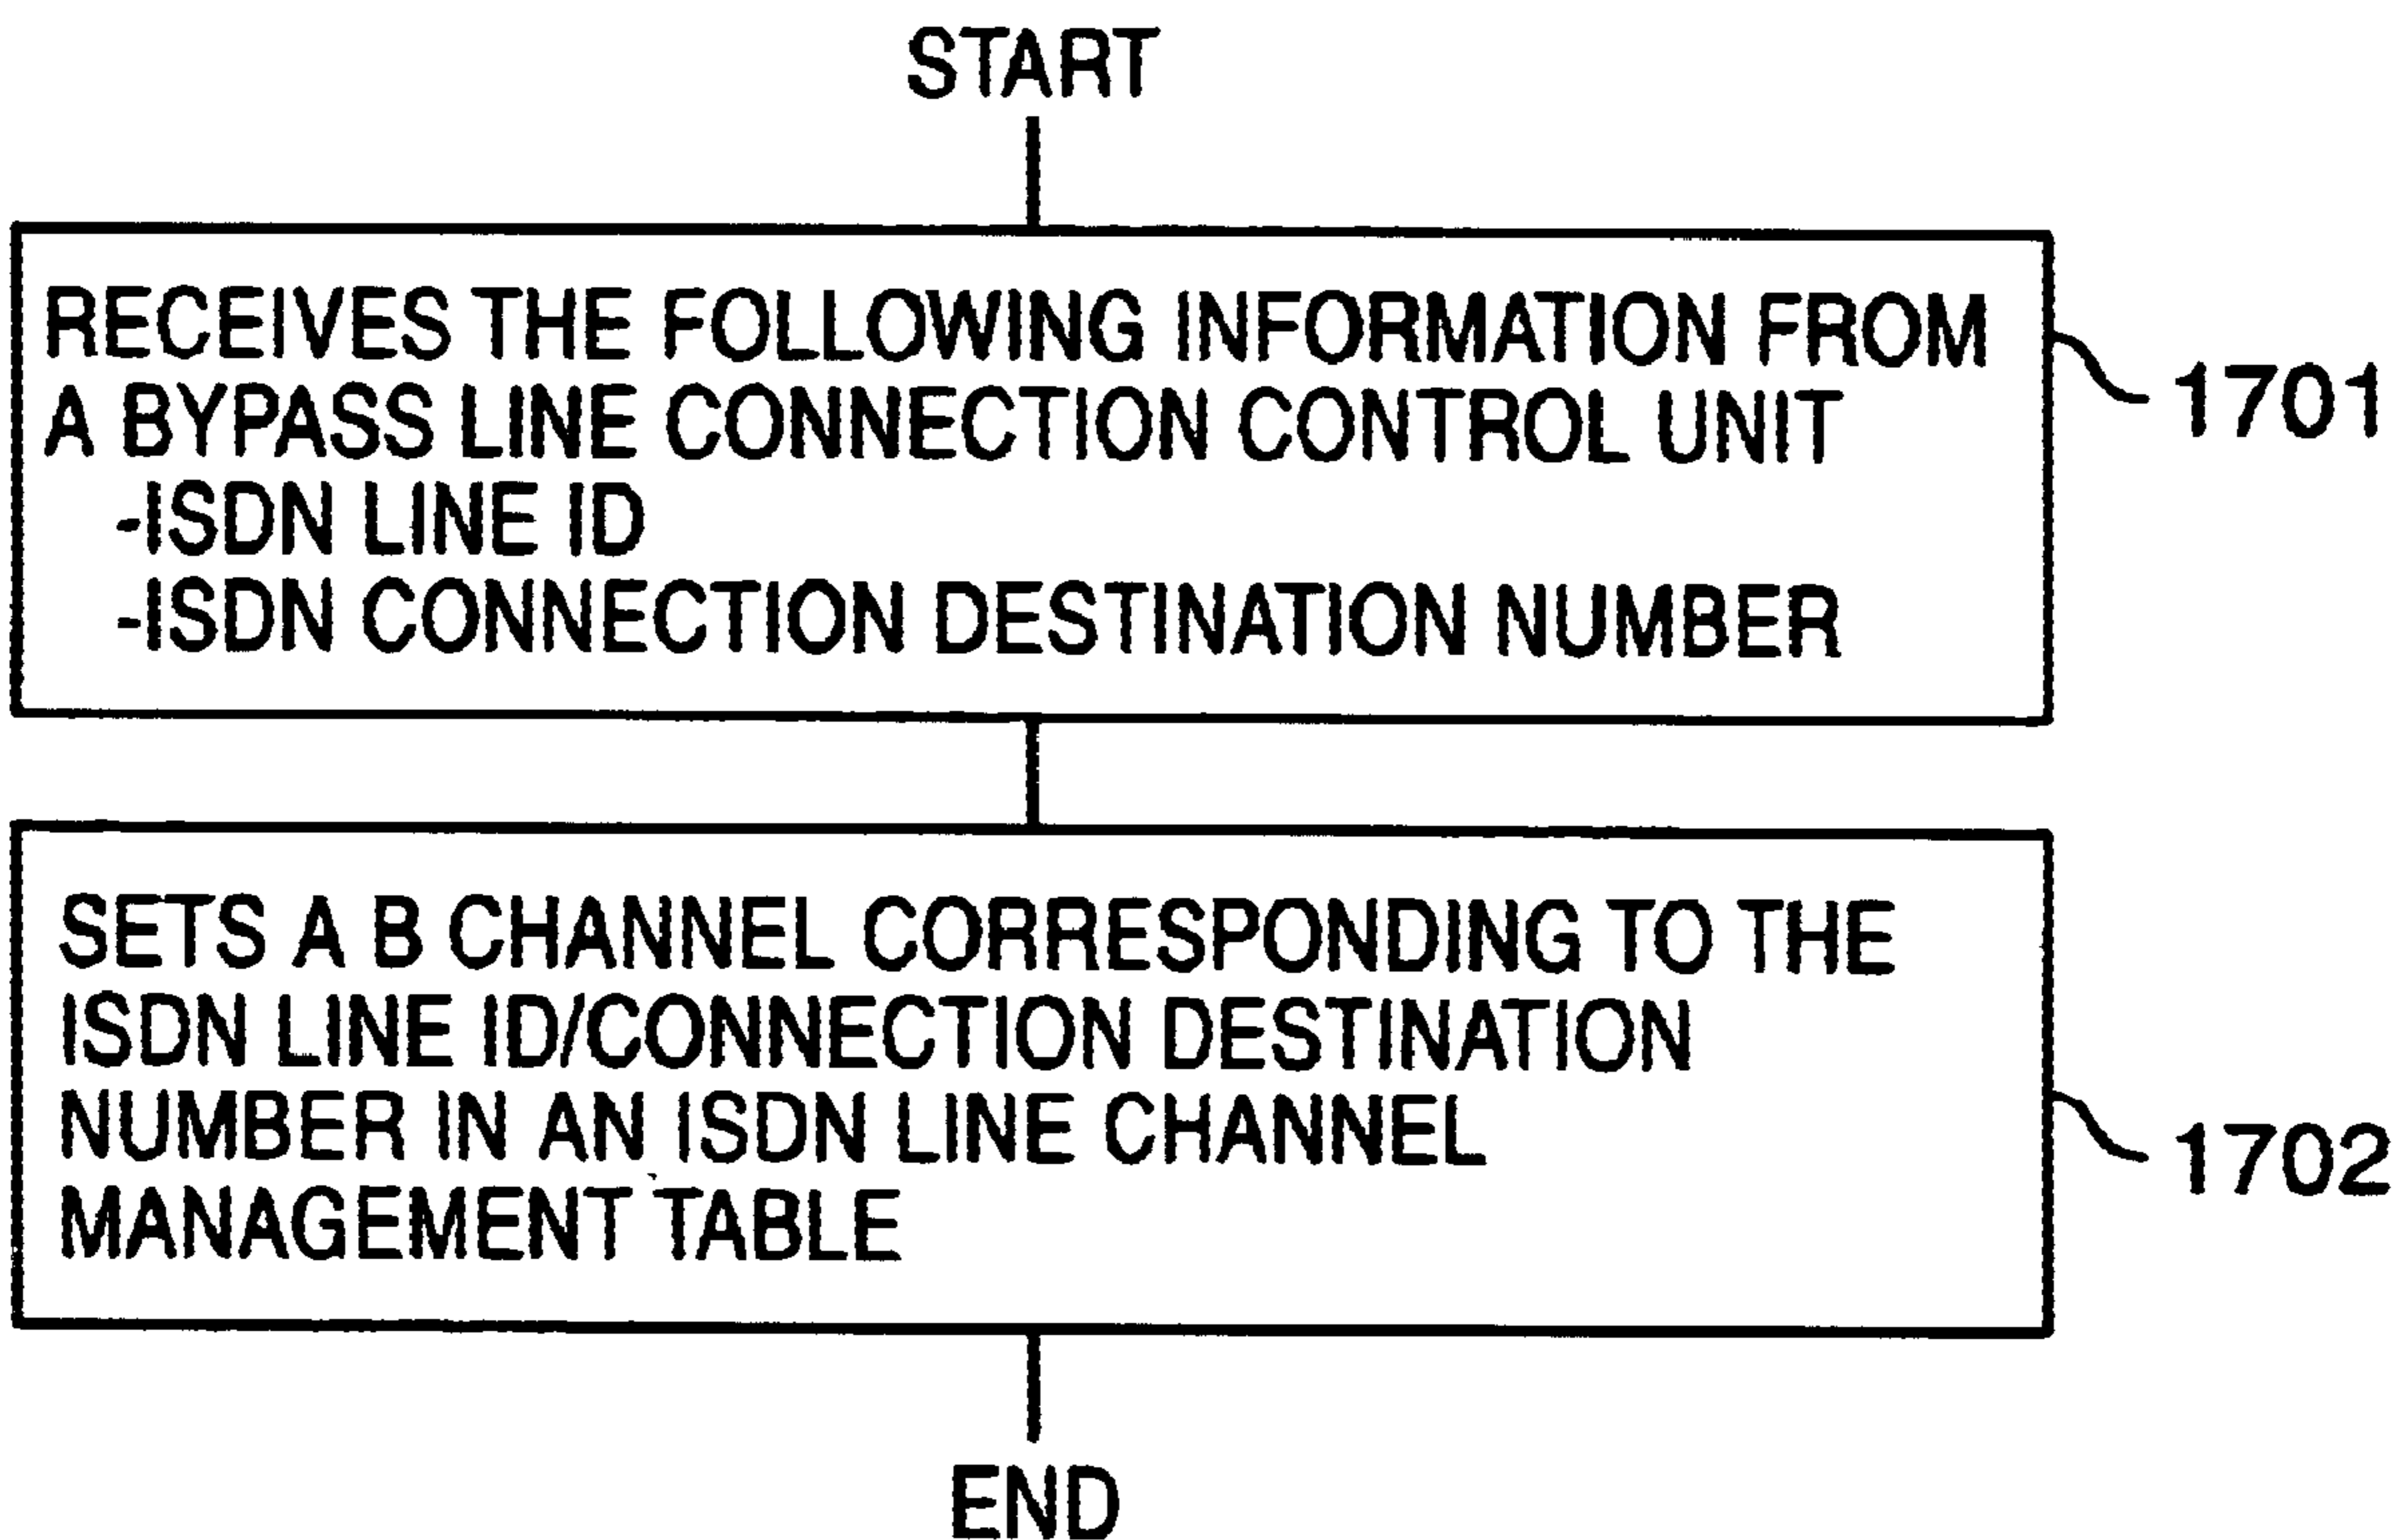 START
RECEIVES THE FOLLOWING INFORMATION FROM
A BYPASS LINE CONNECTION CONTROL UNIT
-ISDN LINE ID
-ISDN CONNECTION DESTINATION NUMBER
1701
SETS A B CHANNEL CORRESPONDING TO THE
ISDN LINE ID/CONNECTION DESTINATION
NUMBER IN AN ISDN LINE CHANNEL
MANAGEMENT TABLE
1702
END